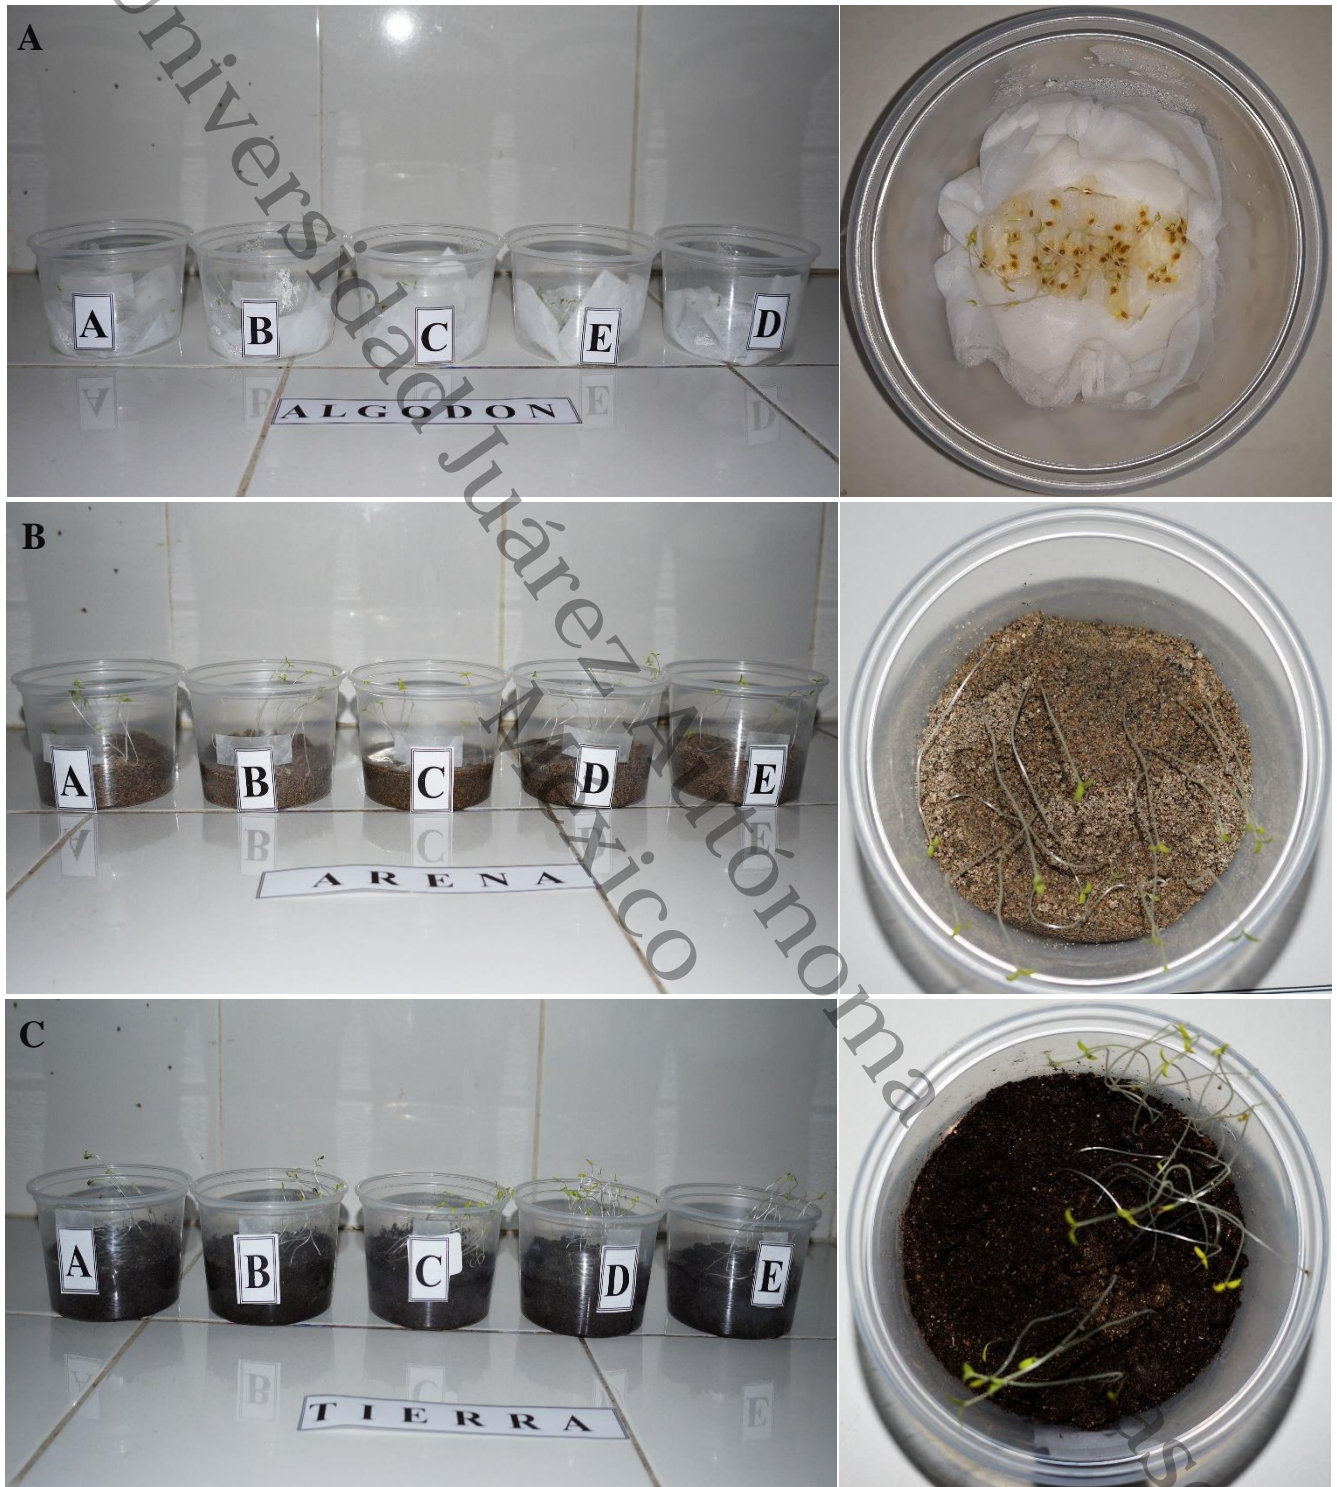 A
A B C E D
ALGODON
B
A B C D E
ARENA
C
A B C D E
TIERRA
Universidad Juárez Autónoma
México